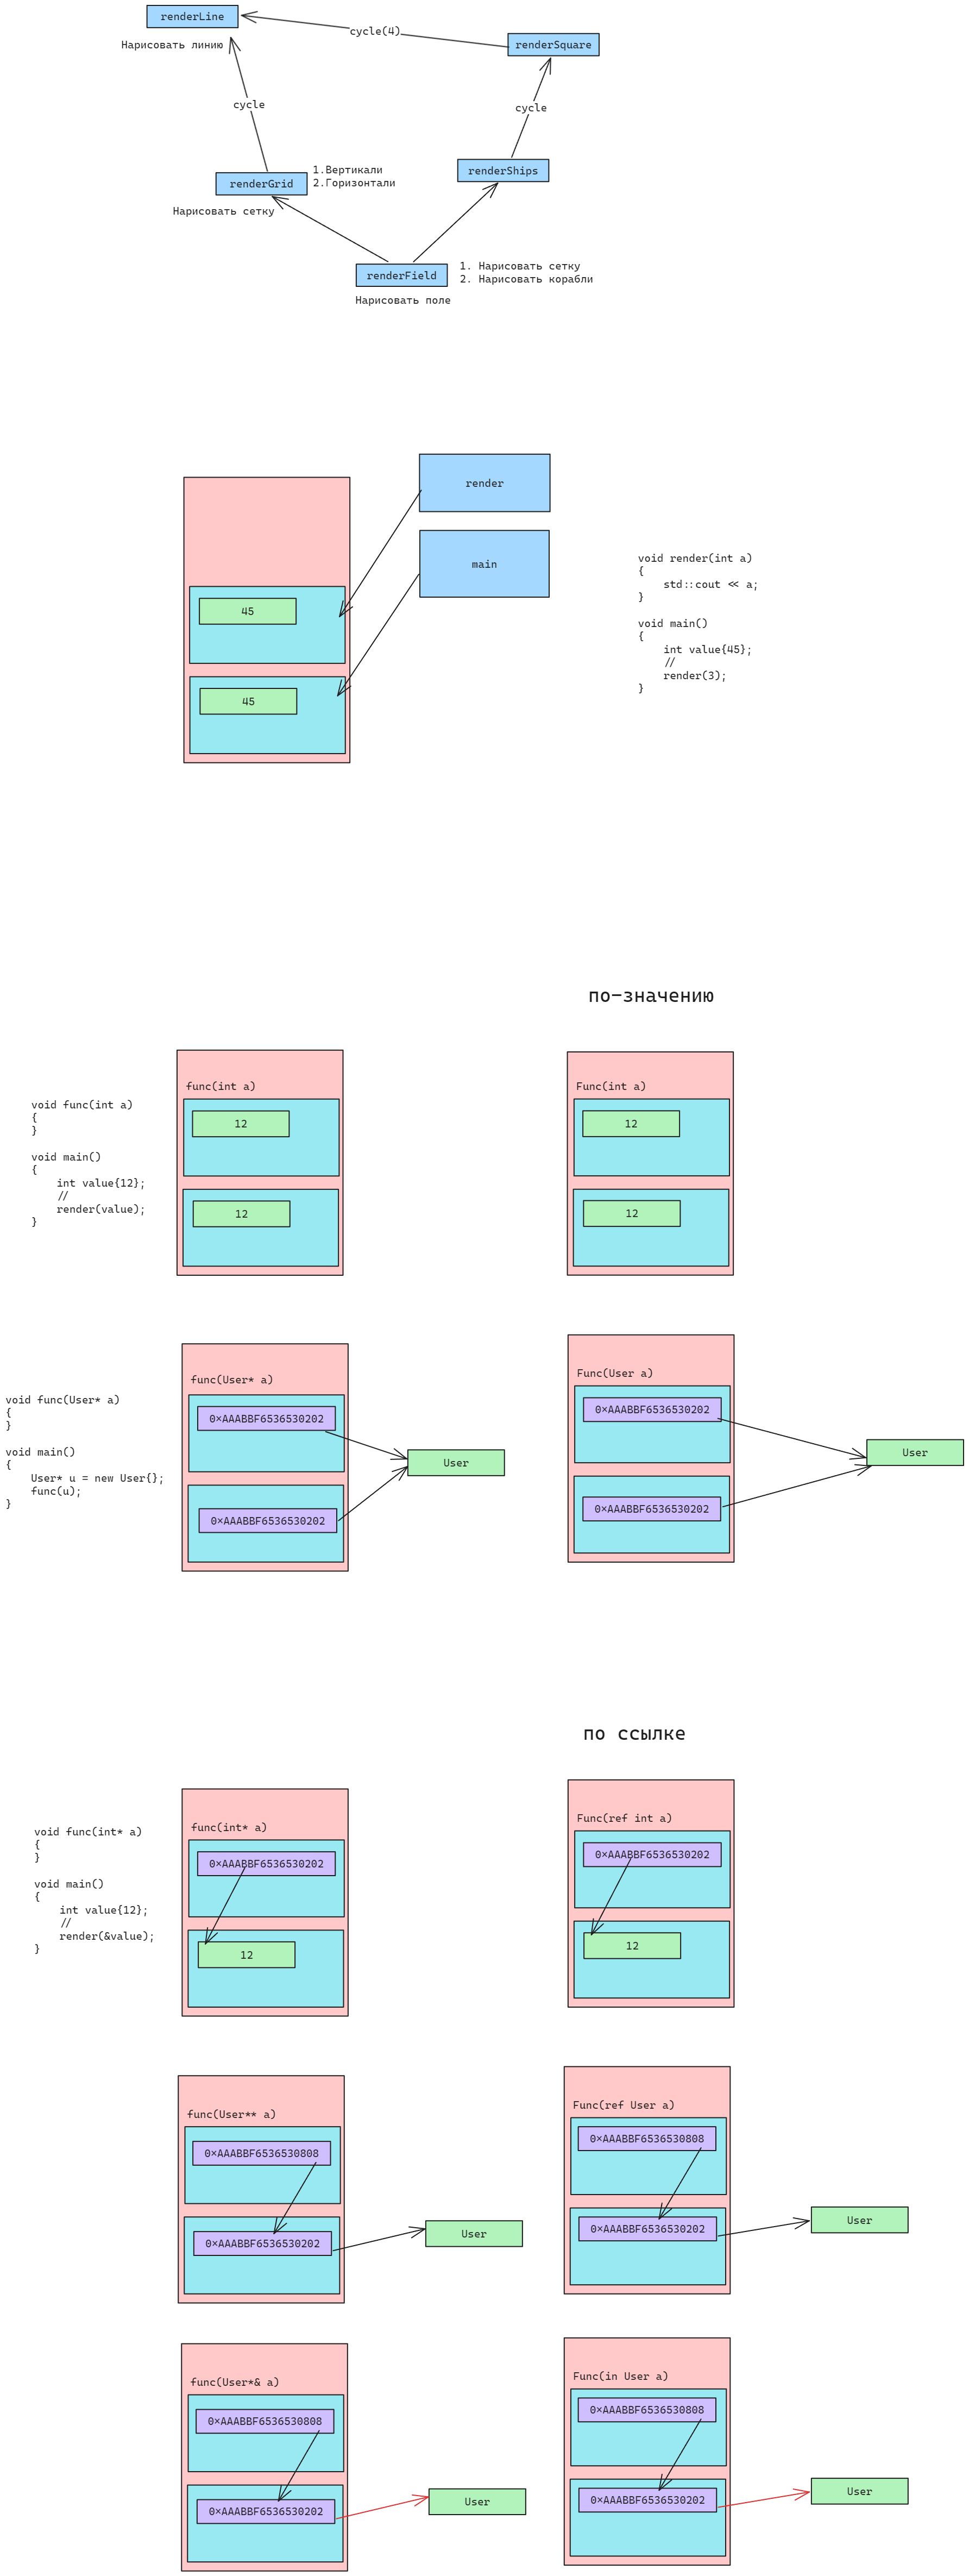 renderLine
cycle(4)
renderSquare
Нарисовать линию
cycle
cycle
renderGrid
1.Вертикали
2.Горизонтали
renderShips
Нарисовать сетку
renderField
1. Нарисовать сетку
2. Нарисовать корабли
Нарисовать поле
render
main
45
45
void render(int a)
{
std::cout << a;
}
void main()
{
int value{45};
//
render(3);
}
по-значению
void func(int a)
{
}
void main()
{
int value{12};
//
render(value);
}
func(int a)
12
12
Func(int a)
12
12
void func(User* a)
{
}
void main()
{
User* u = new User{};
func(u);
}
func(User* a)
0×AAABBF6536530202
0×AAABBF6536530202
User
Func(User a)
0×AAABBF6536530202
0×AAABBF6536530202
User
по ссылке
void func(int* a)
{
}
void main()
{
int value{12};
//
render(&value);
}
func(int* a)
0×AAABBF6536530202
12
Func(ref int a)
0×AAABBF6536530202
12
func(User** a)
0×AAABBF6536530808
0×AAABBF6536530202
User
Func(ref User a)
0×AAABBF6536530808
0×AAABBF6536530202
User
func(User*& a)
0×AAABBF6536530808
0×AAABBF6536530202
User
Func(in User a)
0×AAABBF6536530808
0×AAABBF6536530202
User